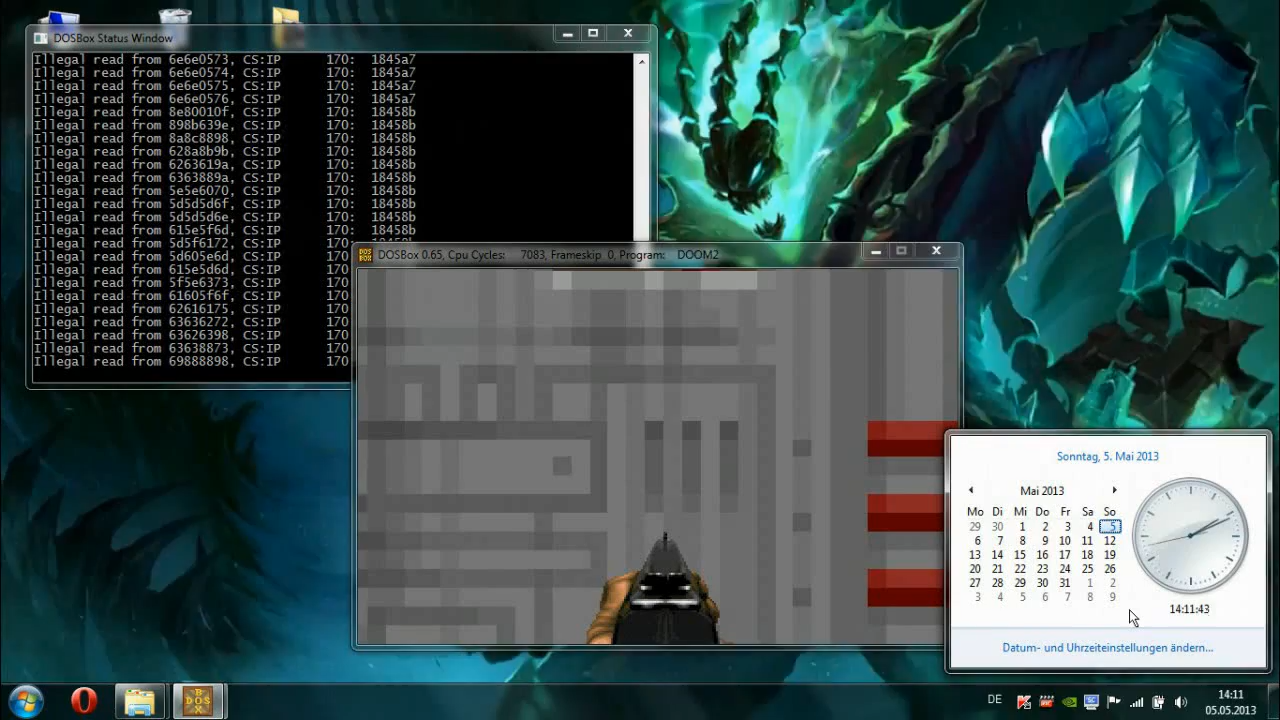 DOSBox Status Window
Illegal read from 6e6e0573, CS:IP 170: 1845a7
Illegal read from 6e6e0574, CS:IP 170: 1845a7
Illegal read from 6e6e0575, CS:IP 170: 1845a7
Illegal read from 6e6e0576, CS:IP 170: 1845a7
Illegal read from 8e80010f, CS:IP 170: 18458b
Illegal read from 898b639e, CS:IP 170: 18458b
Illegal read from 8a8c8898, CS:IP 170: 18458b
Illegal read from 628a8b9b, CS:IP 170: 18458b
Illegal read from 6263619a, CS:IP 170: 18458b
Illegal read from 6363889a, CS:IP 170: 18458b
Illegal read from 5e5e6070, CS:IP 170: 18458b
Illegal read from 5d5d5d6f, CS:IP 170: 18458b
Illegal read from 5d5d5d6e, CS:IP 170: 18458b
Illegal read from 615e5f6d, CS:IP 170: 18458b
Illegal read from 5d5f6172, CS:IP 170: 18458b
Illegal read from 5d605e6d, CS:IP 170
Illegal read from 615e5d6d, CS:IP 170
Illegal read from 5f5e6373, CS:IP 170
Illegal read from 61605f6f, CS:IP 170
Illegal read from 62616175, CS:IP 170
Illegal read from 63636272, CS:IP 170
Illegal read from 63626398, CS:IP 170
Illegal read from 63638873, CS:IP 170
Illegal read from 69888898, CS:IP 170
DOSBox 0.65, Cpu Cycles: 7083, Frameskip 0, Program: DOOM2
Sonntag, 5. Mai 2013
Mai 2013
Mo Di Mi Do Fr Sa So
29 30 1 2 3 4 5
6 7 8 9 10 11 12
13 14 15 16 17 18 19
20 21 22 23 24 25 26
27 28 29 30 31 1 2
3 4 5 6 7 8 9
14:11:43
Datum- und Uhrzeiteinstellungen ändern...
DE
14:11
05.05.2013